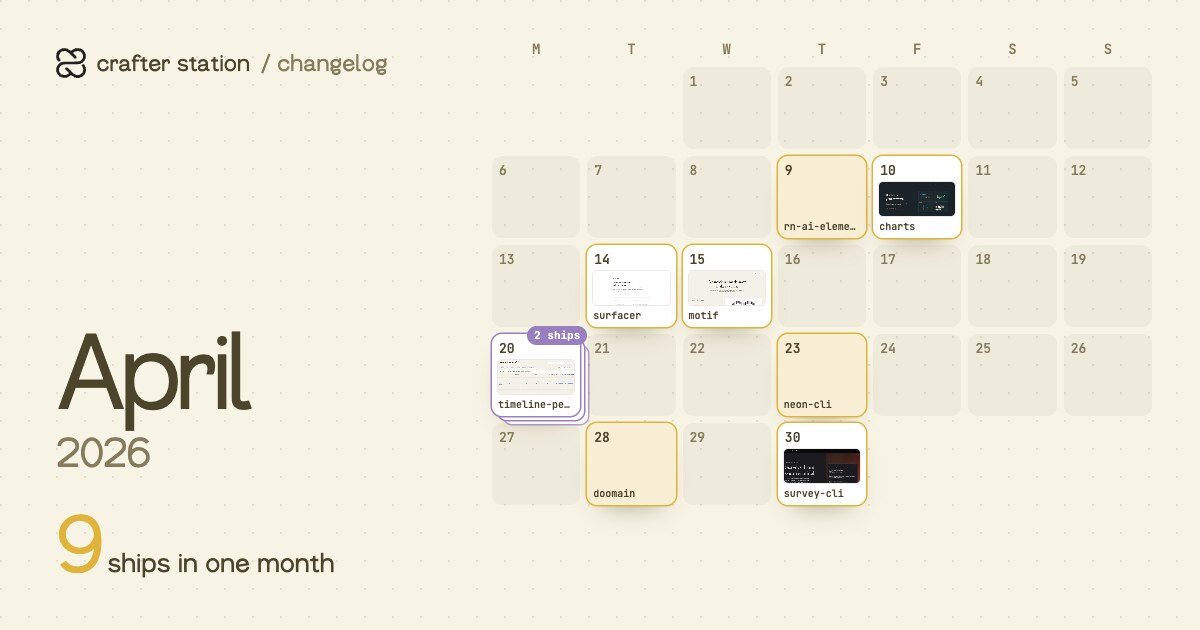 crafter station / changelog
M T W T F S S
1 2 3 4 5
6 7 8 9 10 11 12
rn-ai-eleme… charts
13 14 15 16 17 18 19
surfacer motif
2 ships
20 21 22 23 24 25 26
timeline-pe… neon-cli
27 28 29 30
doomain survey-cli
April
2026
9 ships in one month